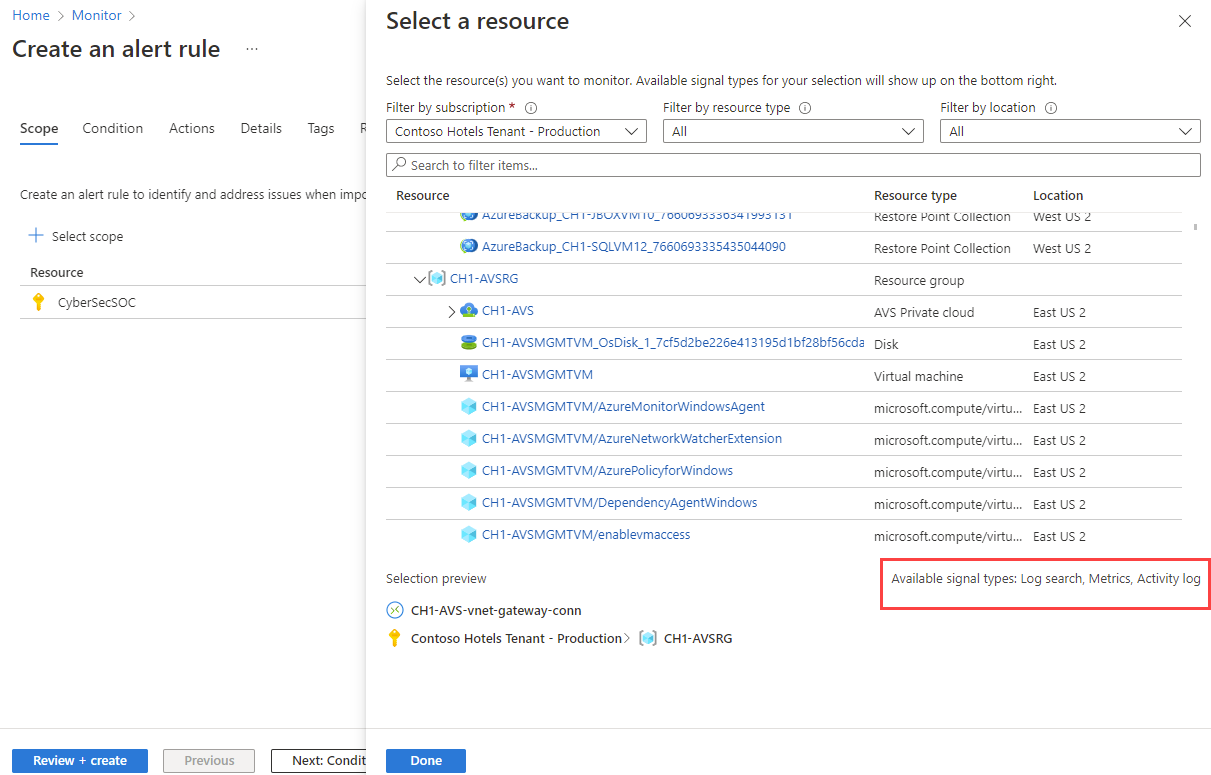 Home > Monitor >
Create an alert rule ...
Scope Condition Actions Details Tags R
Create an alert rule to identify and address issues when impo
+ Select scope
Resource
CyberSecSOC
Review + create Previous Next: Condit
Select a resource
Select the resource(s) you want to monitor. Available signal types for your selection will show up on the bottom right.
Filter by subscription * Filter by resource type Filter by location
Contoso Hotels Tenant - Production All All
Search to filter items...
Resource Resource type Location
AzureBackup_CH1-JBOXVM10_7660693336341993131 Restore Point Collection West US 2
AzureBackup_CH1-SQLVM12_7660693335435044090 Restore Point Collection West US 2
CH1-AVSRG Resource group
CH1-AVS AVS Private cloud East US 2
CH1-AVSMGMTVM_OsDisk_1_7cf5d2be226e413195d1bf28bf56cda Disk East US 2
CH1-AVSMGMTVM Virtual machine East US 2
CH1-AVSMGMTVM/AzureMonitorWindowsAgent microsoft.compute/virtu... East US 2
CH1-AVSMGMTVM/AzureNetworkWatcherExtension microsoft.compute/virtu... East US 2
CH1-AVSMGMTVM/AzurePolicyforWindows microsoft.compute/virtu... East US 2
CH1-AVSMGMTVM/DependencyAgentWindows microsoft.compute/virtu... East US 2
CH1-AVSMGMTVM/enablevmaccess microsoft.compute/virtu... East US 2
Selection preview Available signal types: Log search, Metrics, Activity log
CH1-AVS-vnet-gateway-conn
Contoso Hotels Tenant - Production > CH1-AVSRG
Done